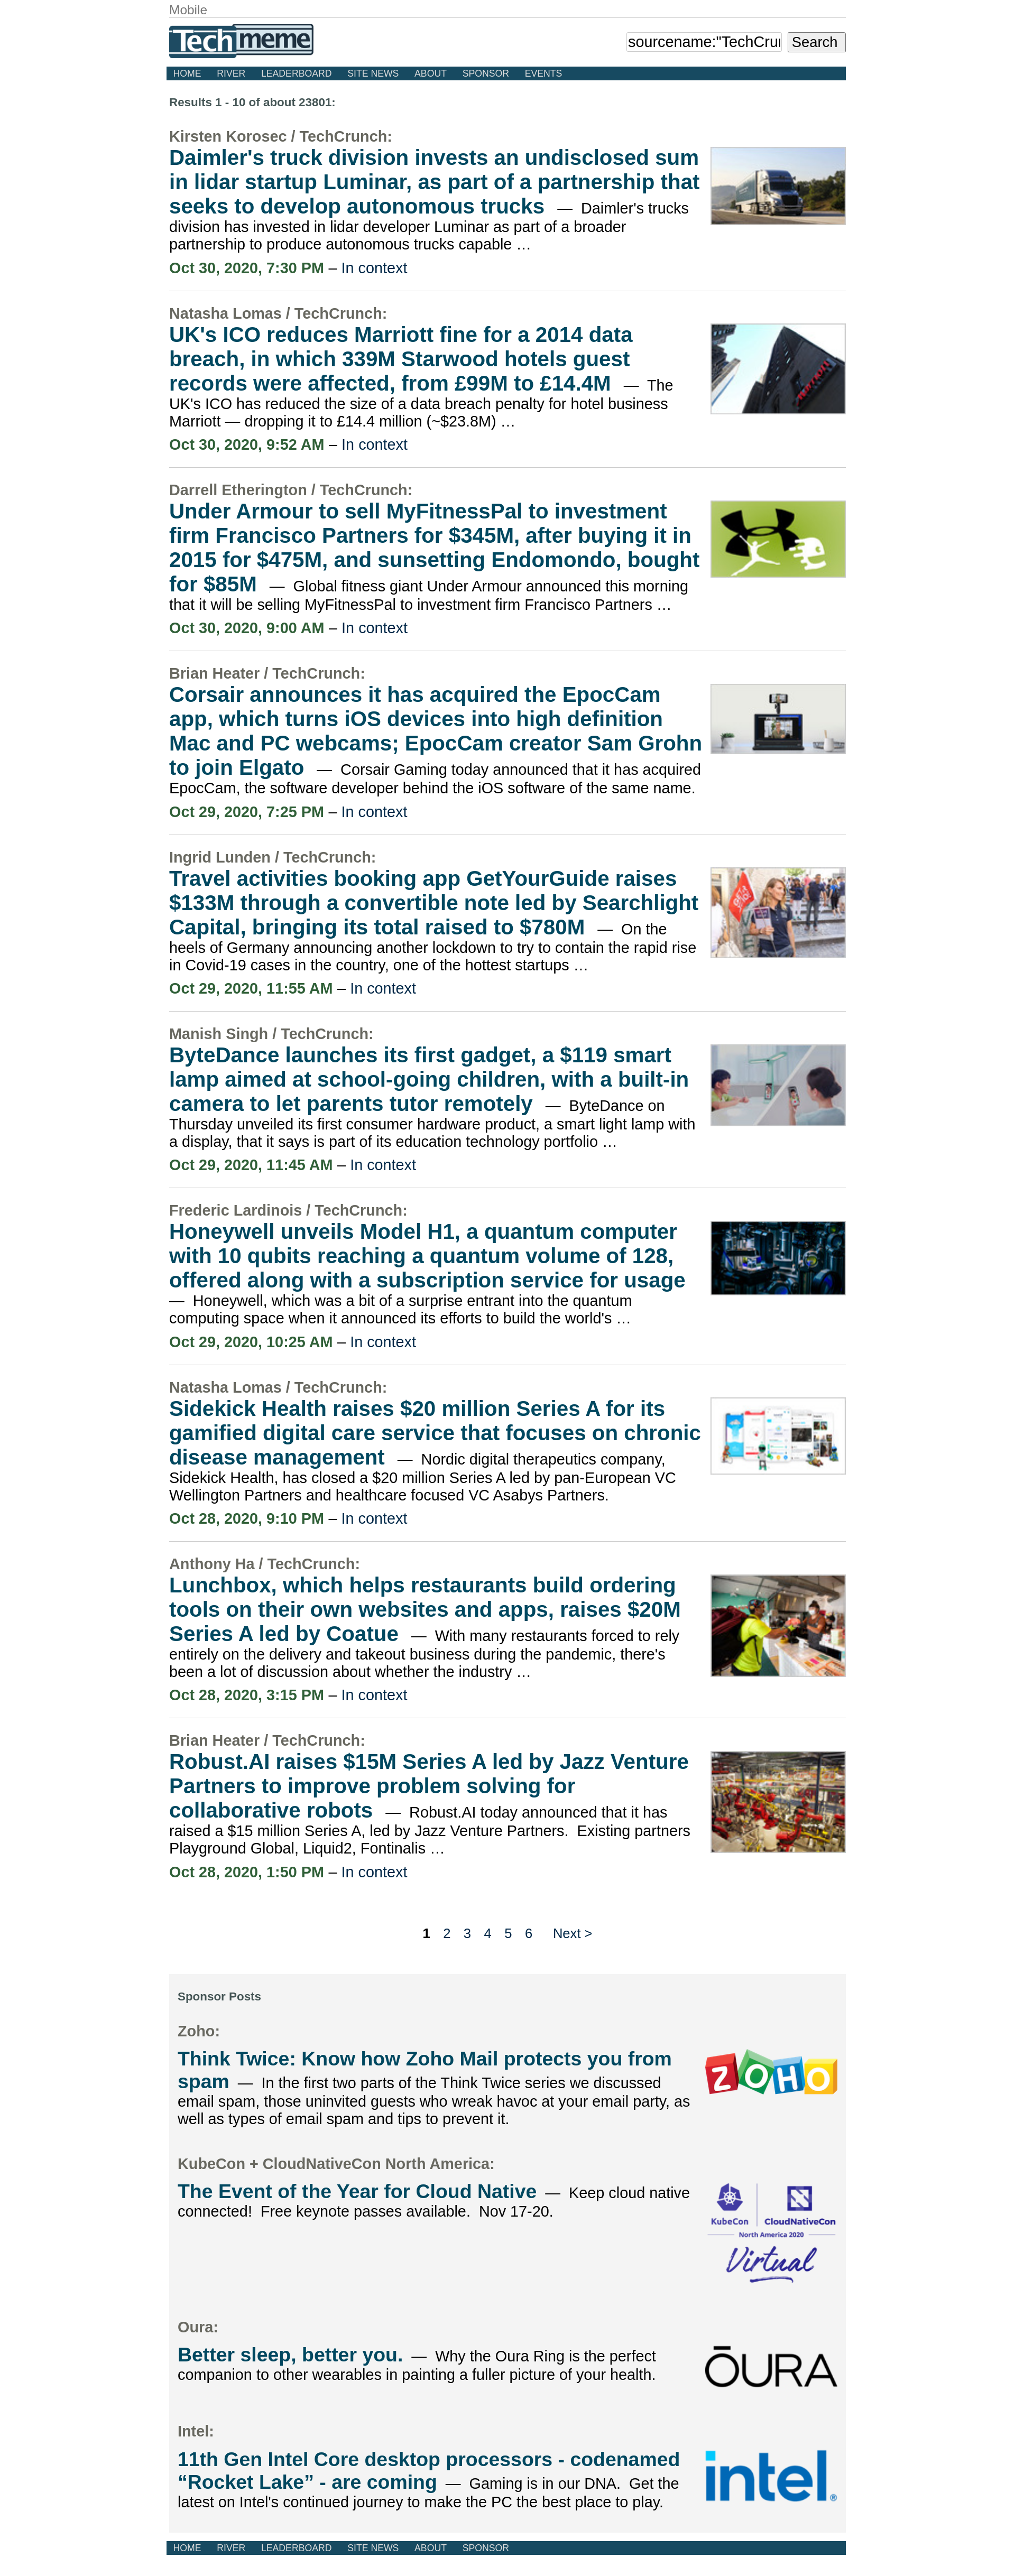 Mobile
Techmeme
sourcename:"TechCru
Search
HOME RIVER LEADERBOARD SITE NEWS ABOUT SPONSOR EVENTS
Results 1 - 10 of about 23801:
Kirsten Korosec / TechCrunch:
Daimler's truck division invests an undisclosed sum
in lidar startup Luminar, as part of a partnership that
seeks to develop autonomous trucks — Daimler's trucks
division has invested in lidar developer Luminar as part of a broader
partnership to produce autonomous trucks capable …
Oct 30, 2020, 7:30 PM – In context
Natasha Lomas / TechCrunch:
UK's ICO reduces Marriott fine for a 2014 data
breach, in which 339M Starwood hotels guest
records were affected, from £99M to £14.4M — The
UK's ICO has reduced the size of a data breach penalty for hotel business
Marriott — dropping it to £14.4 million (~$23.8M) …
Oct 30, 2020, 9:52 AM – In context
Darrell Etherington / TechCrunch:
Under Armour to sell MyFitnessPal to investment
firm Francisco Partners for $345M, after buying it in
2015 for $475M, and sunsetting Endomondo, bought
for $85M — Global fitness giant Under Armour announced this morning
that it will be selling MyFitnessPal to investment firm Francisco Partners …
Oct 30, 2020, 9:00 AM – In context
Brian Heater / TechCrunch:
Corsair announces it has acquired the EpocCam
app, which turns iOS devices into high definition
Mac and PC webcams; EpocCam creator Sam Grohn
to join Elgato — Corsair Gaming today announced that it has acquired
EpocCam, the software developer behind the iOS software of the same name.
Oct 29, 2020, 7:25 PM – In context
Ingrid Lunden / TechCrunch:
Travel activities booking app GetYourGuide raises
$133M through a convertible note led by Searchlight
Capital, bringing its total raised to $780M — On the
heels of Germany announcing another lockdown to try to contain the rapid rise
in Covid-19 cases in the country, one of the hottest startups …
Oct 29, 2020, 11:55 AM – In context
Manish Singh / TechCrunch:
ByteDance launches its first gadget, a $119 smart
lamp aimed at school-going children, with a built-in
camera to let parents tutor remotely — ByteDance on
Thursday unveiled its first consumer hardware product, a smart light lamp with
a display, that it says is part of its education technology portfolio …
Oct 29, 2020, 11:45 AM – In context
Frederic Lardinois / TechCrunch:
Honeywell unveils Model H1, a quantum computer
with 10 qubits reaching a quantum volume of 128,
offered along with a subscription service for usage
— Honeywell, which was a bit of a surprise entrant into the quantum
computing space when it announced its efforts to build the world's …
Oct 29, 2020, 10:25 AM – In context
Natasha Lomas / TechCrunch:
Sidekick Health raises $20 million Series A for its
gamified digital care service that focuses on chronic
disease management — Nordic digital therapeutics company,
Sidekick Health, has closed a $20 million Series A led by pan-European VC
Wellington Partners and healthcare focused VC Asabys Partners.
Oct 28, 2020, 9:10 PM – In context
Anthony Ha / TechCrunch:
Lunchbox, which helps restaurants build ordering
tools on their own websites and apps, raises $20M
Series A led by Coatue — With many restaurants forced to rely
entirely on the delivery and takeout business during the pandemic, there's
been a lot of discussion about whether the industry …
Oct 28, 2020, 3:15 PM – In context
Brian Heater / TechCrunch:
Robust.AI raises $15M Series A led by Jazz Venture
Partners to improve problem solving for
collaborative robots — Robust.AI today announced that it has
raised a $15 million Series A, led by Jazz Venture Partners. Existing partners
Playground Global, Liquid2, Fontinalis …
Oct 28, 2020, 1:50 PM – In context
1 2 3 4 5 6 Next >
Sponsor Posts
Zoho:
Think Twice: Know how Zoho Mail protects you from
spam — In the first two parts of the Think Twice series we discussed
email spam, those uninvited guests who wreak havoc at your email party, as
well as types of email spam and tips to prevent it.
ZOHO
KubeCon + CloudNativeCon North America:
The Event of the Year for Cloud Native — Keep cloud native
connected! Free keynote passes available. Nov 17-20.
KubeCon CloudNativeCon
North America 2020
Virtual
Oura:
Better sleep, better you. — Why the Oura Ring is the perfect
companion to other wearables in painting a fuller picture of your health.
ŌURA
Intel:
11th Gen Intel Core desktop processors - codenamed
“Rocket Lake” - are coming — Gaming is in our DNA. Get the
latest on Intel's continued journey to make the PC the best place to play.
intel®
HOME RIVER LEADERBOARD SITE NEWS ABOUT SPONSOR